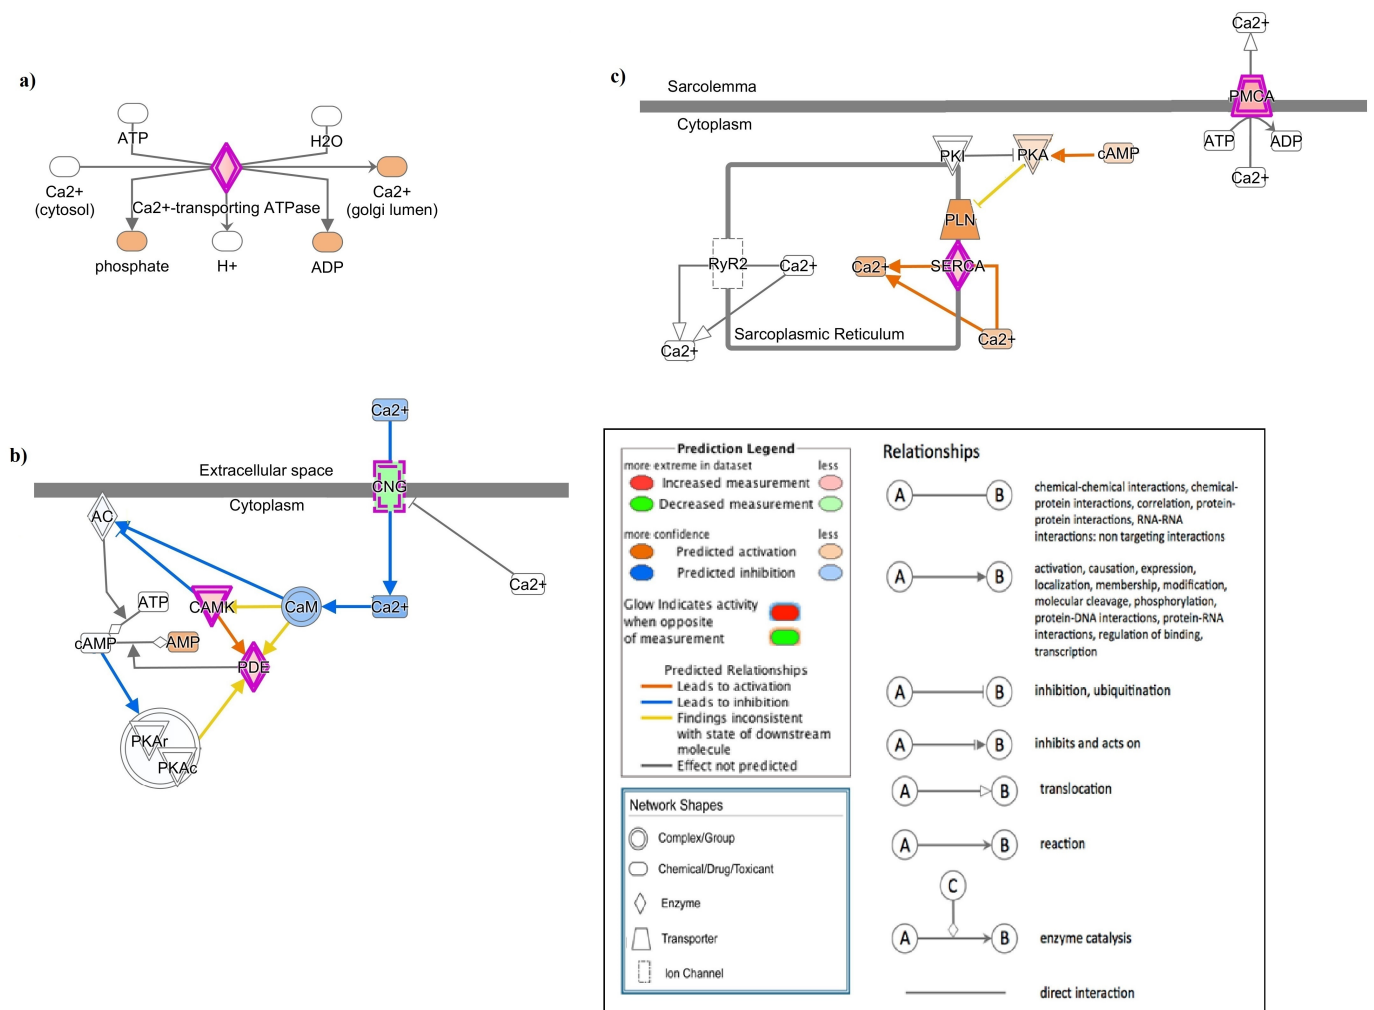 a)
ATP
H2O
Ca2+
(cytosol)
Ca2+
(golgi lumen)
Ca2+-transporting ATPase
phosphate
H+
ADP
c)
Ca2+
Sarcolemma
PMCA
Cytoplasm
ATP
ADP
Ca2+
PKI
PKA
cAMP
PLN
RyR2
Ca2+
Ca2+
SERCA
Sarcoplasmic Reticulum
Ca2+
Ca2+
b)
Ca2+
Extracellular space
CNG
Cytoplasm
AC
Ca2+
ATP
CAMK
CaM
Ca2+
cAMP
AMP
PDE
PKAr
PKAc
Prediction Legend
more extreme in dataset
less
Increased measurement
Decreased measurement
more confidence
less
Predicted activation
Predicted inhibition
Glow Indicates activity
when opposite
of measurement
Predicted Relationships
Leads to activation
Leads to inhibition
Findings inconsistent
with state of downstream
molecule
Effect not predicted
Network Shapes
Complex/Group
Chemical/Drug/Toxicant
Enzyme
Transporter
Ion Channel
Relationships
A B
chemical-chemical interactions, chemical-
protein interactions, correlation, protein-
protein interactions, RNA-RNA
interactions: non targeting interactions
A B
activation, causation, expression,
localization, membership, modification,
molecular cleavage, phosphorylation,
protein-DNA interactions, protein-RNA
interactions, regulation of binding,
transcription
A B
inhibition, ubiquitination
A B
inhibits and acts on
A B
translocation
A B
reaction
C
A B
enzyme catalysis
direct interaction